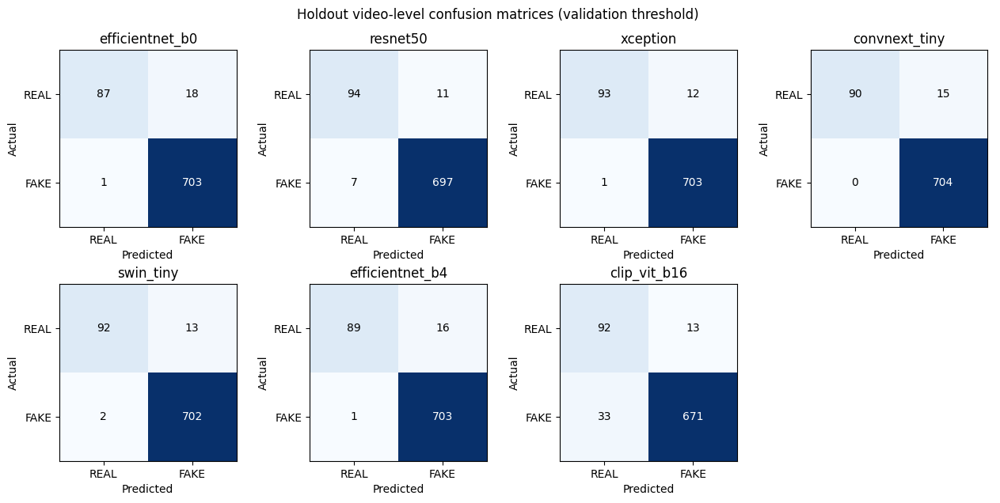 Holdout video-level confusion matrices (validation threshold)
efficientnet_b0
REAL
87
18
FAKE
1
703
REAL
FAKE
Predicted
Actual
resnet50
REAL
94
11
FAKE
7
697
REAL
FAKE
Predicted
Actual
xception
REAL
93
12
FAKE
1
703
REAL
FAKE
Predicted
Actual
convnext_tiny
REAL
90
15
FAKE
0
704
REAL
FAKE
Predicted
Actual
swin_tiny
REAL
92
13
FAKE
2
702
REAL
FAKE
Predicted
Actual
efficientnet_b4
REAL
89
16
FAKE
1
703
REAL
FAKE
Predicted
Actual
clip_vit_b16
REAL
92
13
FAKE
33
671
REAL
FAKE
Predicted
Actual